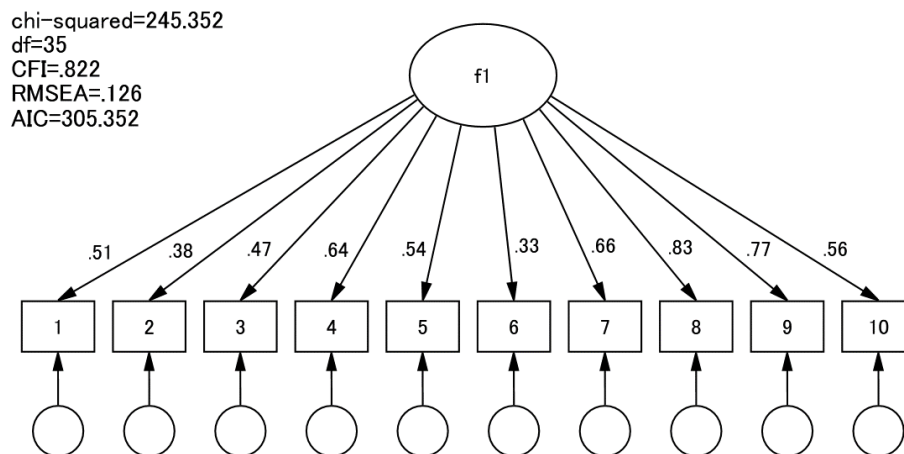 chi-squared=245.352
df=35
CFI=.822
RMSEA=.126
AIC=305.352
f1
.51 .38 .47 .64 .54 .33 .66 .83 .77 .56
1 2 3 4 5 6 7 8 9 10